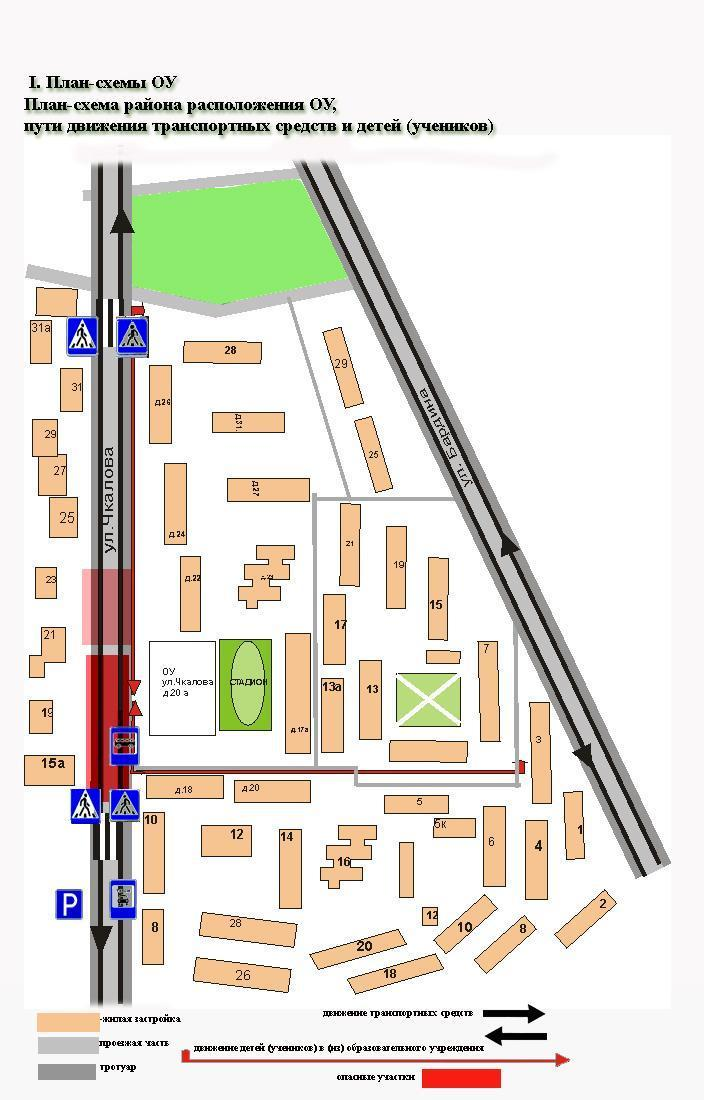 I. План-схемы ОУ
План-схема района расположения ОУ,
пути движения транспортных средств и детей (учеников)
31а
28
29
31
д.26
д.31.
ул. Бардина
29
25
27
ул.Чкалова
д.27
25
д.24
21
19
23
д.22
15
17
21
7
ОУ
ул.Чкалова
д 20 а
СТАДИОН
13а
13
19
д.17а
3
15а
д.18
д.20
5
10
12
14
5к
6
4
1
16
8
28
12
10
8
2
20
26
18
P
-жилая застройка
движение транспортных средств
проезжая часть
движение детей (учеников) в (из) образовательного учреждения
тротуар
опасные участки